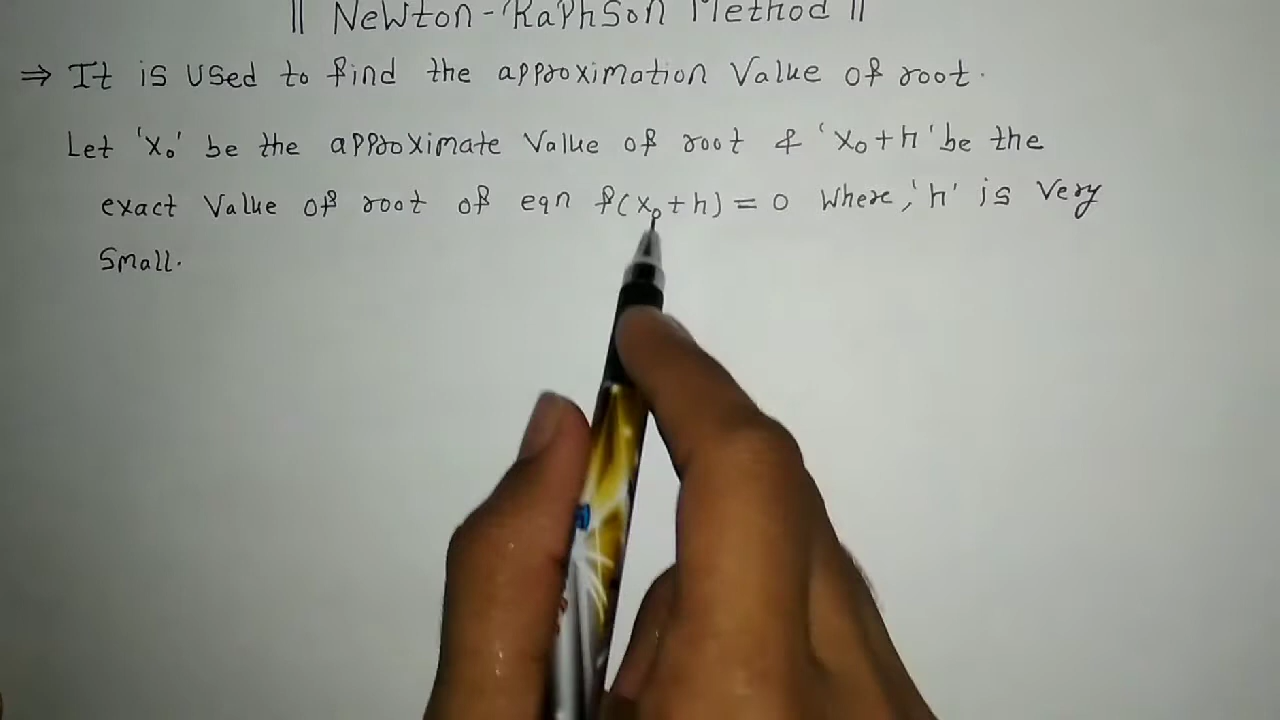 || Newton-Raphson Method ||
⇒ It is used to find the approximation Value of root.
Let 'x₀' be the approximate Value of root & 'x₀+h' be the
exact Value of root of eqn f(x₀+h) = 0 Where, 'h' is Very
Small.